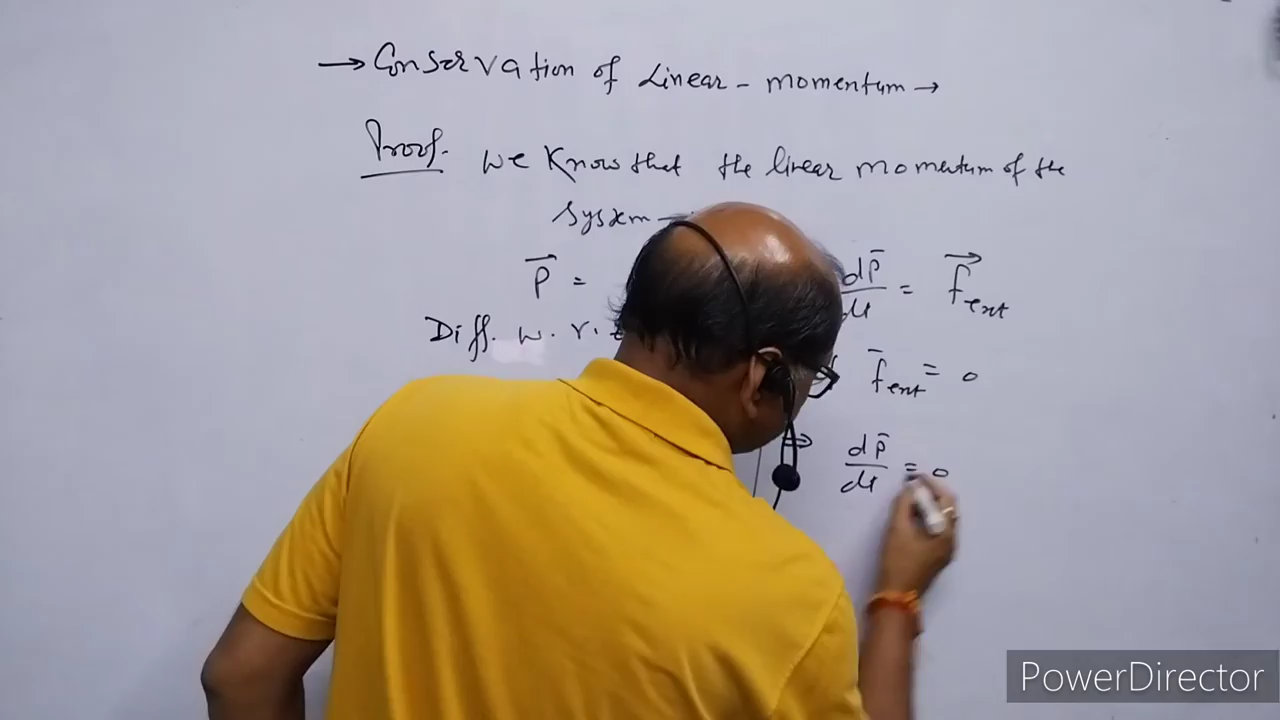 → Conservation of Linear-momentum →
Proof. we know that the linear momentum of the
system
P⃗ =
Diff. w. r. t
dp̄/dt = f⃗ext
f̄ext = 0
⇒ dp̄/dt = 0
PowerDirector